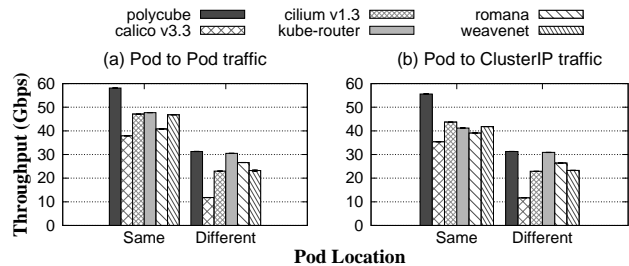 polycube cilium v1.3 romana
calico v3.3 kube-router weavenet
(a) Pod to Pod traffic (b) Pod to ClusterIP traffic
Throughput (Gbps)
60 60
50 50
40 40
30 30
20 20
10 10
0 0
Same Different Same Different
Pod Location